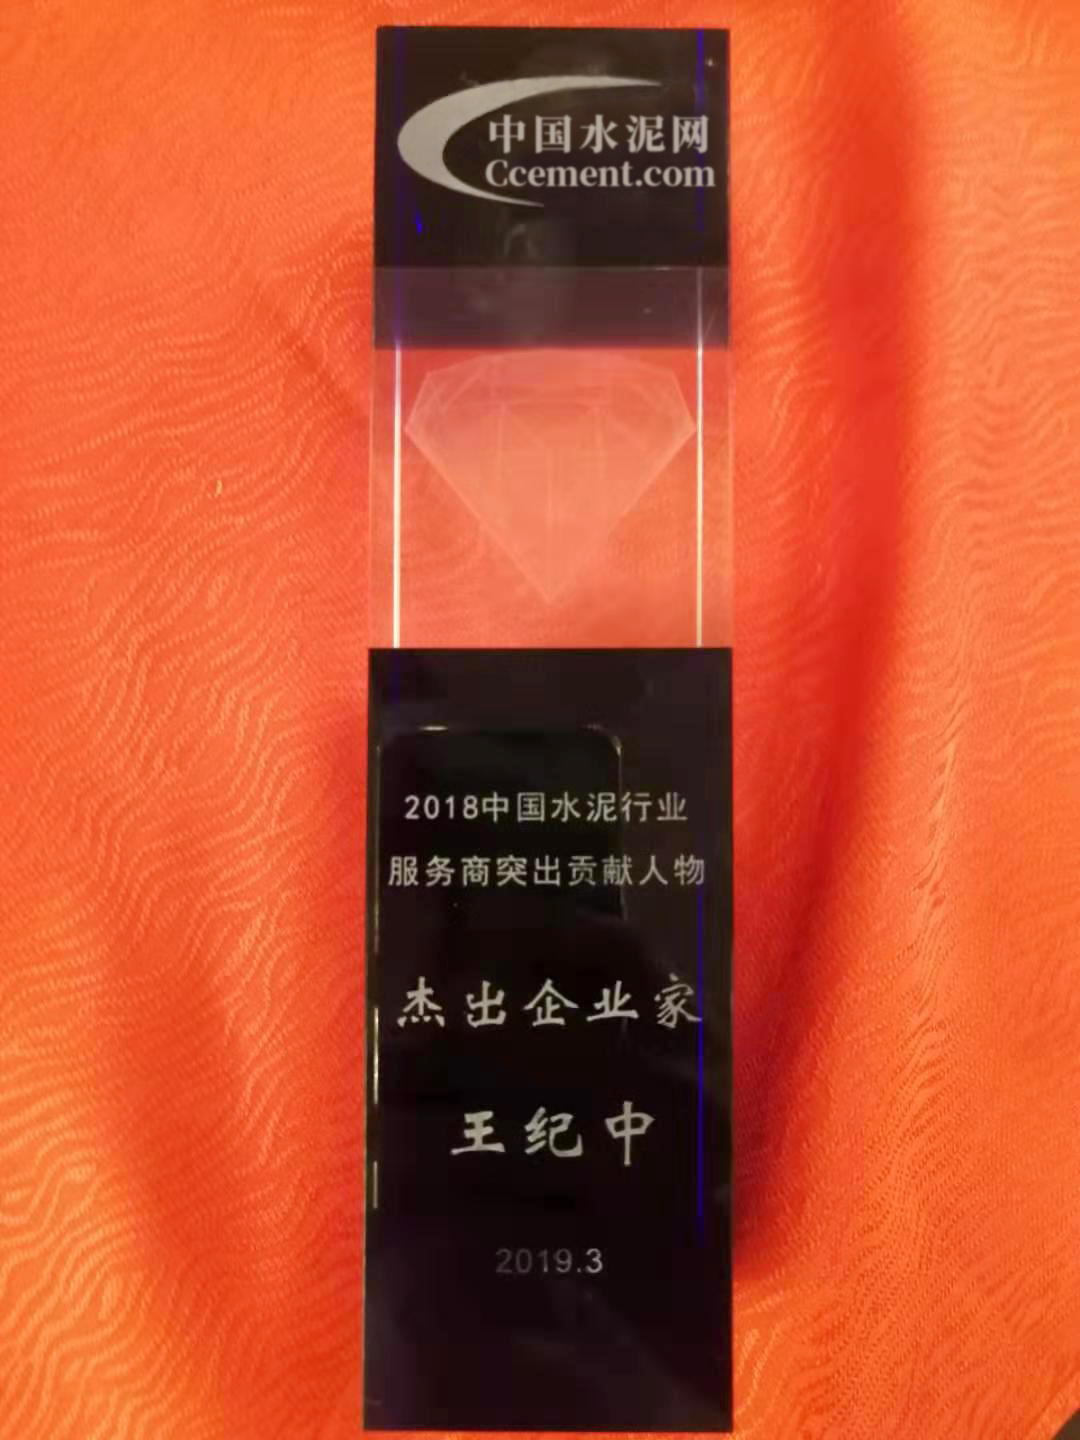 中国水泥网
Ccement.com
2018中国水泥行业
服务商突出贡献人物
杰出企业家
王纪中
2019.3